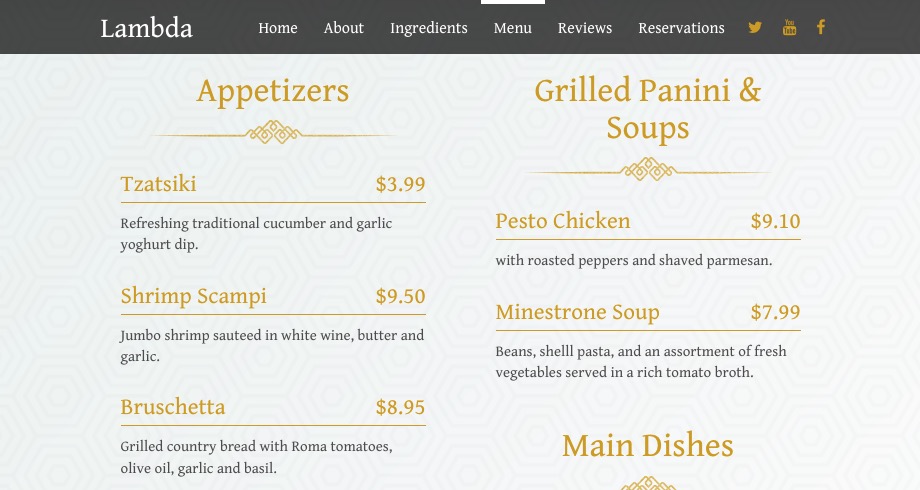 Lambda
Home About Ingredients Menu Reviews Reservations
Appetizers
Tzatsiki $3.99
Refreshing traditional cucumber and garlic
yoghurt dip.
Shrimp Scampi $9.50
Jumbo shrimp sauteed in white wine, butter and
garlic.
Bruschetta $8.95
Grilled country bread with Roma tomatoes,
olive oil, garlic and basil.
Grilled Panini &
Soups
Pesto Chicken $9.10
with roasted peppers and shaved parmesan.
Minestrone Soup $7.99
Beans, shelll pasta, and an assortment of fresh
vegetables served in a rich tomato broth.
Main Dishes